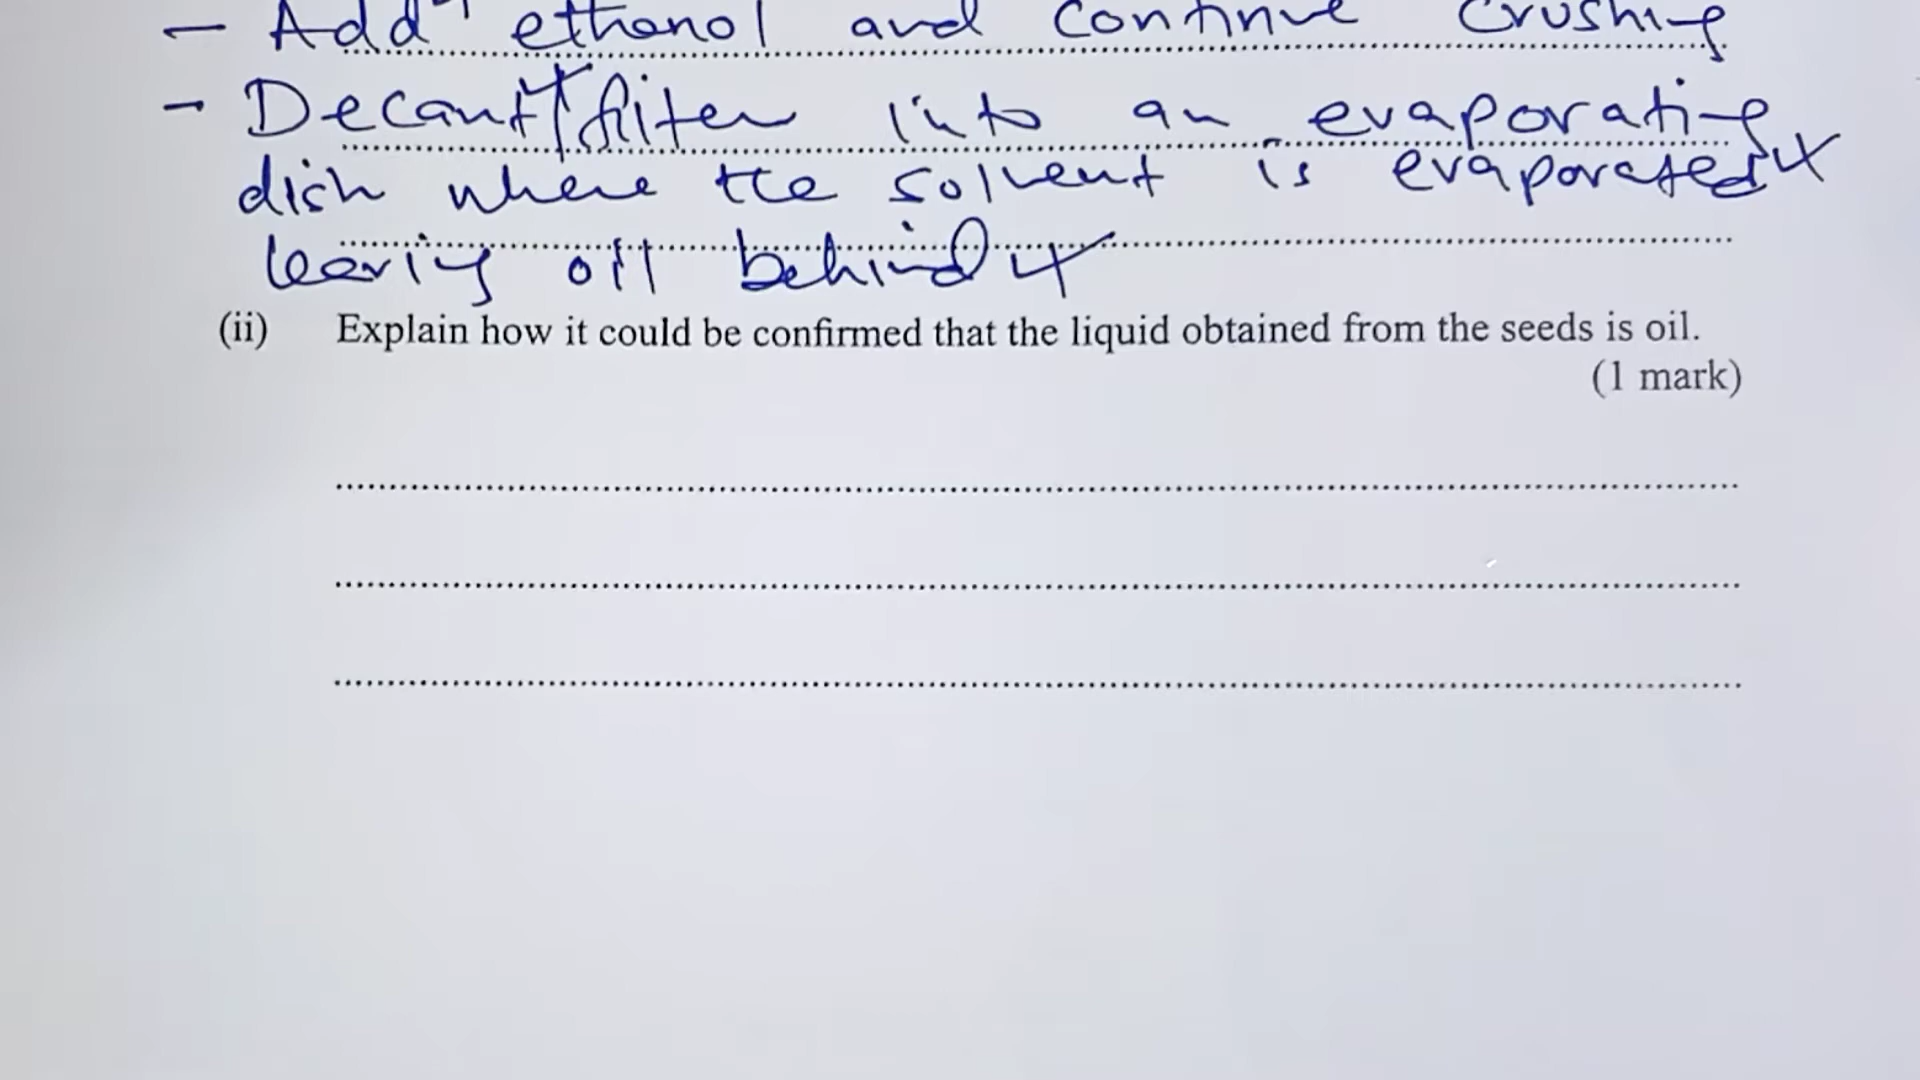 - Add ethanol and continue crushing
- Decant/filter into an evaporating
dish where the solvent is evaporated
leaving oil behind
(ii) Explain how it could be confirmed that the liquid obtained from the seeds is oil.
(1 mark)